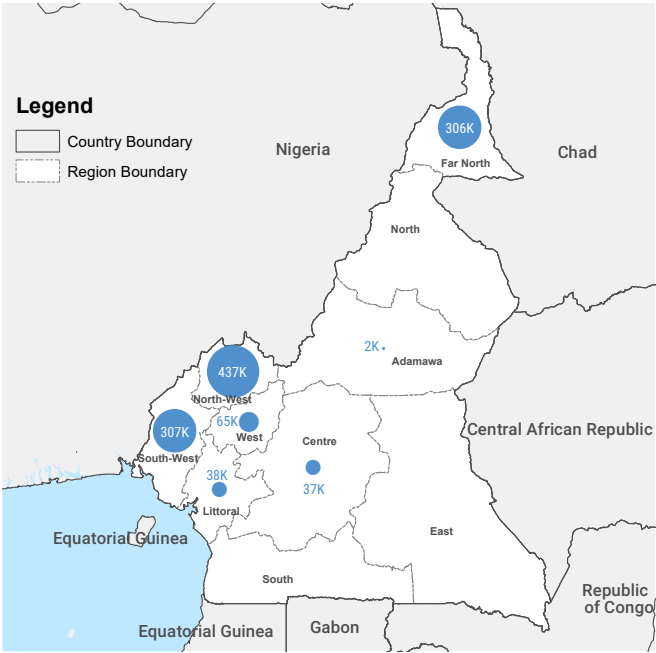 Legend
Country Boundary
Region Boundary
Nigeria
Chad
306K
Far North
North
2K
Adamawa
437K
North-West
65K
West
307K
South-West
Centre
37K
38K
Littoral
Central African Republic
East
Equatorial Guinea
South
Republic
of Congo
Equatorial Guinea
Gabon